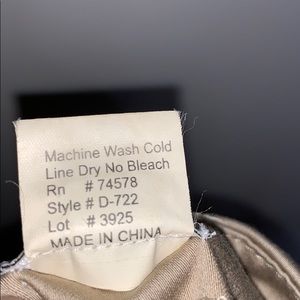 Machine Wash Cold
Line Dry No Bleach
Rn # 74578
Style # D-722
Lot # 3925
MADE IN CHINA